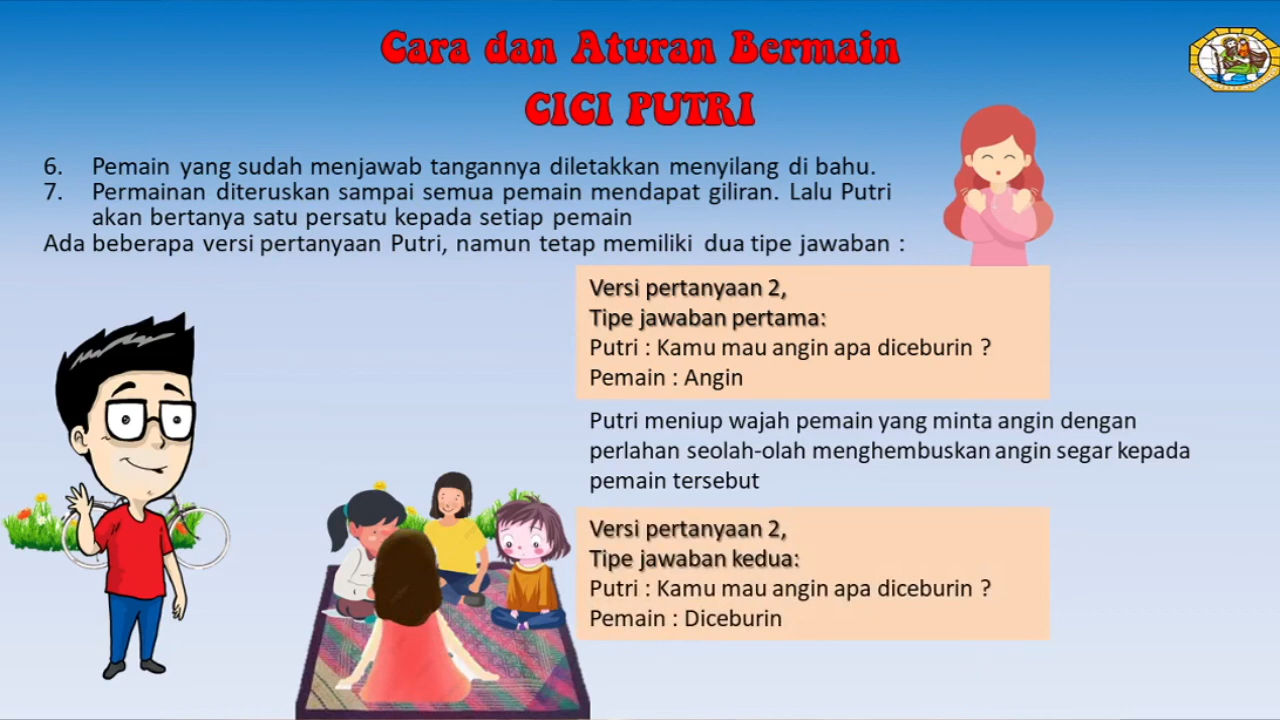 Cara dan Aturan Bermain
CICI PUTRI
6. Pemain yang sudah menjawab tangannya diletakkan menyilang di bahu.
7. Permainan diteruskan sampai semua pemain mendapat giliran. Lalu Putri
akan bertanya satu persatu kepada setiap pemain
Ada beberapa versi pertanyaan Putri, namun tetap memiliki dua tipe jawaban :
Versi pertanyaan 2,
Tipe jawaban pertama:
Putri : Kamu mau angin apa diceburin ?
Pemain : Angin
Putri meniup wajah pemain yang minta angin dengan
perlahan seolah-olah menghembuskan angin segar kepada
pemain tersebut
Versi pertanyaan 2,
Tipe jawaban kedua:
Putri : Kamu mau angin apa diceburin ?
Pemain : Diceburin